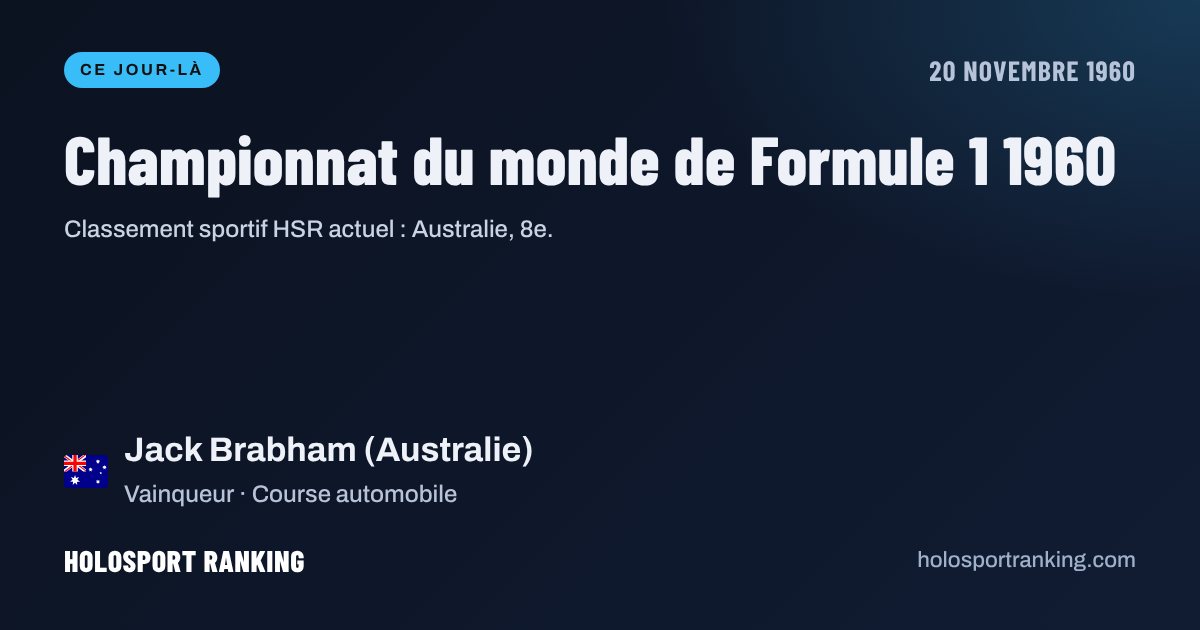 CE JOUR-LÀ
20 NOVEMBRE 1960
Championnat du monde de Formule 1 1960
Classement sportif HSR actuel : Australie, 8e.
Jack Brabham (Australie)
Vainqueur · Course automobile
HOLOSPORT RANKING
holosportranking.com